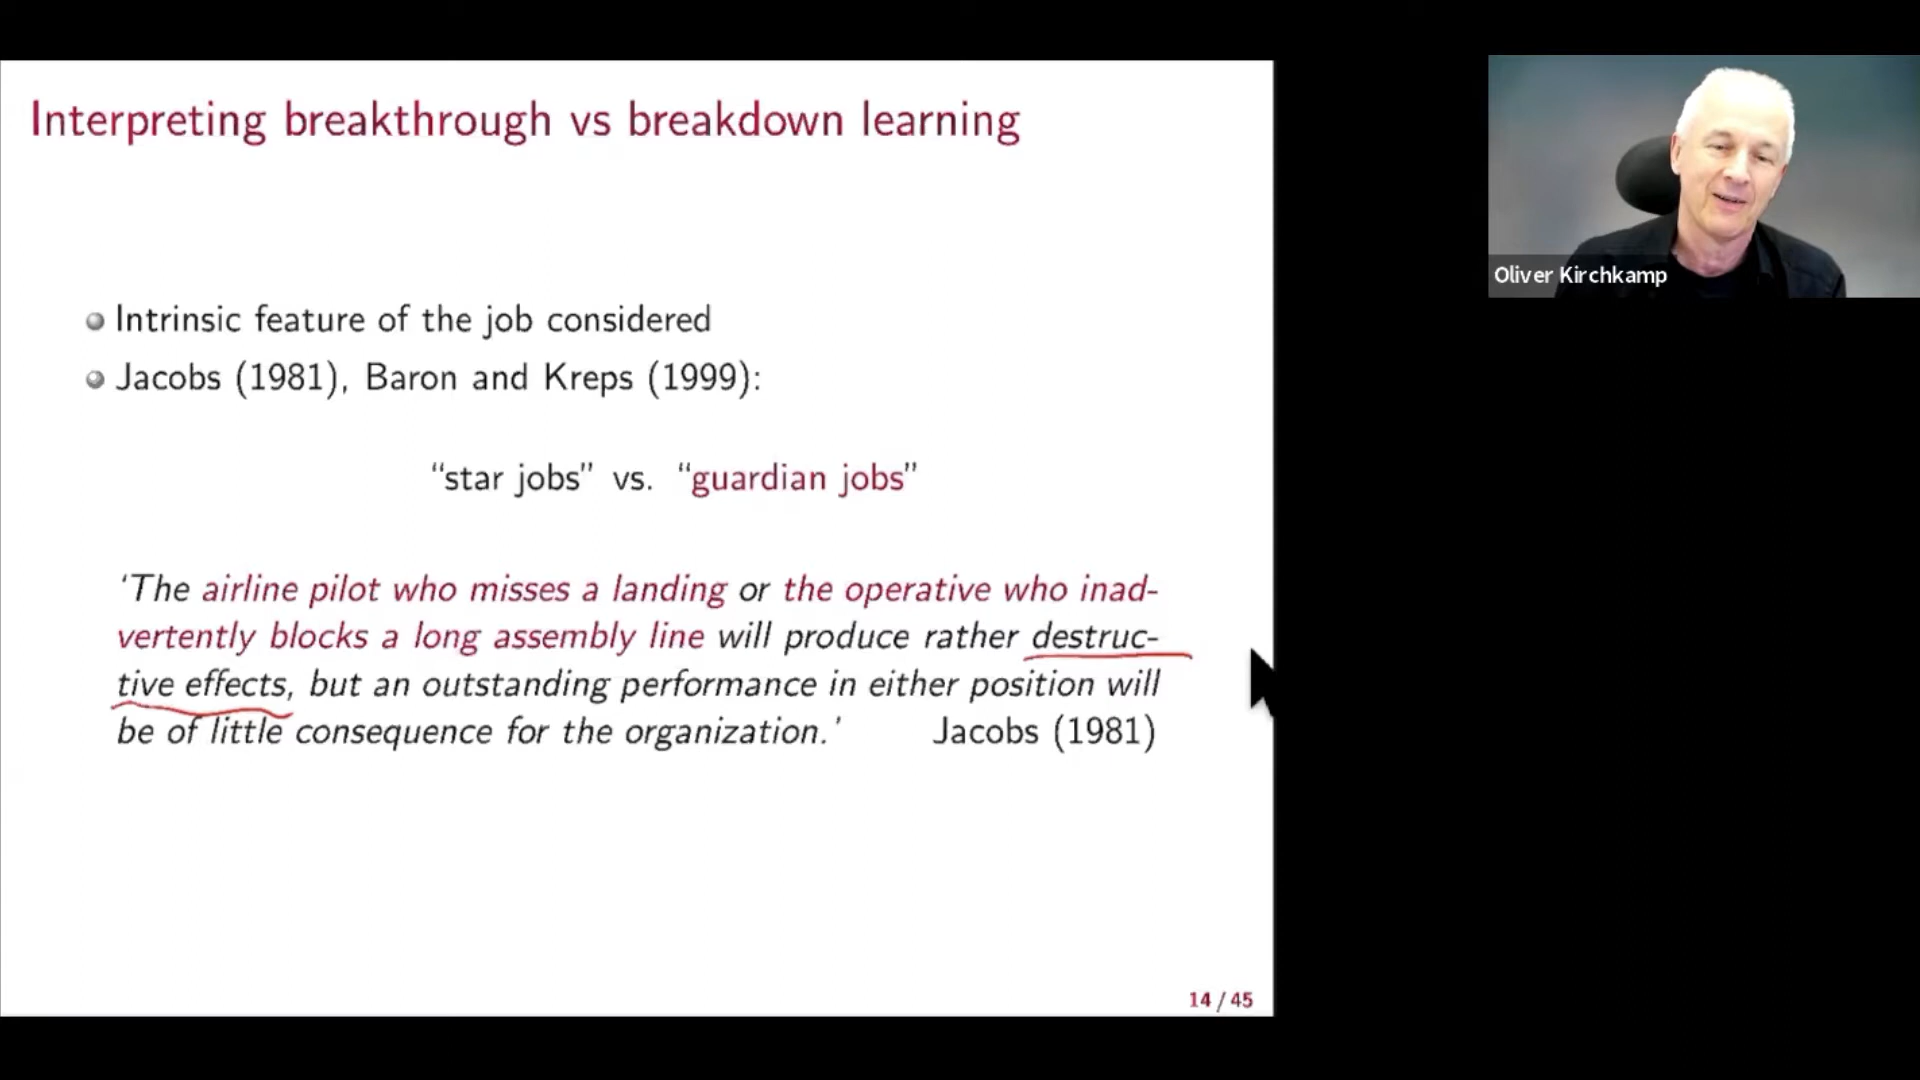 Interpreting breakthrough vs breakdown learning
Oliver Kirchkamp
Intrinsic feature of the job considered
Jacobs (1981), Baron and Kreps (1999):
“star jobs” vs. “guardian jobs”
‘The airline pilot who misses a landing or the operative who inad-
vertently blocks a long assembly line will produce rather destruc-
tive effects, but an outstanding performance in either position will
be of little consequence for the organization.’ Jacobs (1981)
14 / 45